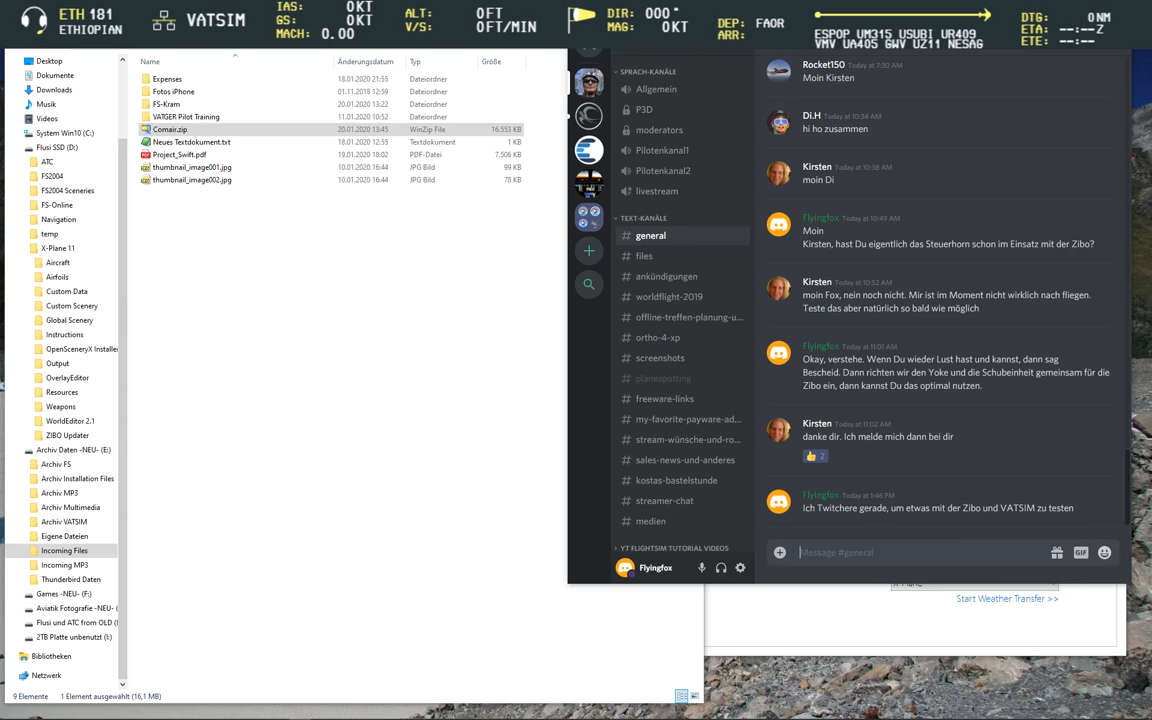 ETH 181
ETHIOPIAN
VATSIM
IAS: 0KT
GS: 0KT
MACH: 0.00
ALT: 0FT
V/S: 0FT/MIN
DIR: 000°
MAG: 0KT
DEP: FAOR
ARR:
ESPOP UM315 USUBI UR409
VMV UA405 GWV UZ11 NESAG
DTG: 0NM
ETA: --:--Z
ETE: --:--
Desktop
Dokumente
Downloads
Musik
Videos
System Win10 (C:)
Flusi SSD (D:)
ATC
FS2004
FS2004 Sceneries
FS-Online
Navigation
temp
X-Plane 11
Aircraft
Airfoils
Custom Data
Custom Scenery
Global Scenery
Instructions
OpenSceneryX Installer
Output
OverlayEditor
Resources
Weapons
WorldEditor 2.1
ZIBO Updater
Archiv Daten -NEU- (E:)
Archiv FS
Archiv Installation Files
Archiv MP3
Archiv Multimedia
Archiv VATSIM
Eigene Dateien
Incoming Files
Incoming MP3
Thunderbird Daten
Games -NEU- (F:)
Aviatik Fotografie -NEU- (
Flusi und ATC from OLD (
2TB Platte unbenutzt (I:)
Bibliotheken
Netzwerk
9 Elemente 1 Element ausgewählt (16,1 MB)
Name Änderungsdatum Typ Größe
Expenses 18.01.2020 21:55 Dateiordner
Fotos iPhone 01.11.2018 12:59 Dateiordner
FS-Kram 20.01.2020 13:22 Dateiordner
VATGER Pilot Training 11.01.2020 10:52 Dateiordner
Comair.zip 20.01.2020 13:45 WinZip File 16.553 KB
Neues Textdokument.txt 18.01.2020 12:55 Textdokument 1 KB
Project_Swift.pdf 19.01.2020 18:02 PDF-Datei 7.506 KB
thumbnail_image001.jpg 10.01.2020 16:44 JPG Bild 99 KB
thumbnail_image002.jpg 10.01.2020 16:44 JPG Bild 78 KB
SPRACH-KANÄLE
Allgemein
P3D
moderators
Pilotenkanal1
Pilotenkanal2
livestream
TEXT-KANÄLE
general
files
ankündigungen
worldflight-2019
offline-treffen-planung-u...
ortho-4-xp
screenshots
planespotting
freeware-links
my-favorite-payware-ad...
stream-wünsche-und-ro...
sales-news-und-anderes
kostas-bastelstunde
streamer-chat
medien
YT FLIGHTSIM TUTORIAL VIDEOS
Flyingfox
Rocket150 Today at 7:30 AM
Moin Kirsten
Di.H Today at 10:34 AM
hi ho zusammen
Kirsten Today at 10:38 AM
moin Di
Flyingfox Today at 10:49 AM
Moin
Kirsten, hast Du eigentlich das Steuerhorn schon im Einsatz mit der Zibo?
Kirsten Today at 10:52 AM
moin Fox, nein noch nicht. Mir ist im Moment nicht wirklich nach fliegen.
Teste das aber natürlich so bald wie möglich
Flyingfox Today at 11:01 AM
Okay, verstehe. Wenn Du wieder Lust hast und kannst, dann sag
Bescheid. Dann richten wir den Yoke und die Schubeinheit gemeinsam für die
Zibo ein, dann kannst Du das optimal nutzen.
Kirsten Today at 11:02 AM
danke dir. Ich melde mich dann bei dir
2
Flyingfox Today at 1:46 PM
Ich Twitchere gerade, um etwas mit der Zibo und VATSIM zu testen
Message #general
GIF
Start Weather Transfer >>